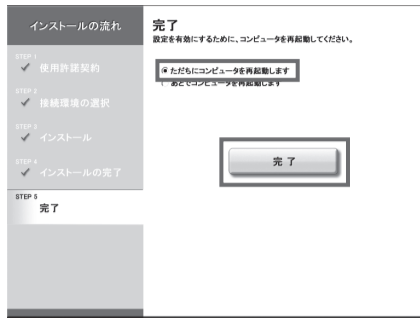 インストールの流れ
STEP 1
使用許諾契約
STEP 2
接続環境の選択
STEP 3
インストール
STEP 4
インストールの完了
STEP 5
完了
完了
設定を有効にするために、コンピュータを再起動してください。
ただちにコンピュータを再起動します
あとでコンピュータを再起動します
完了